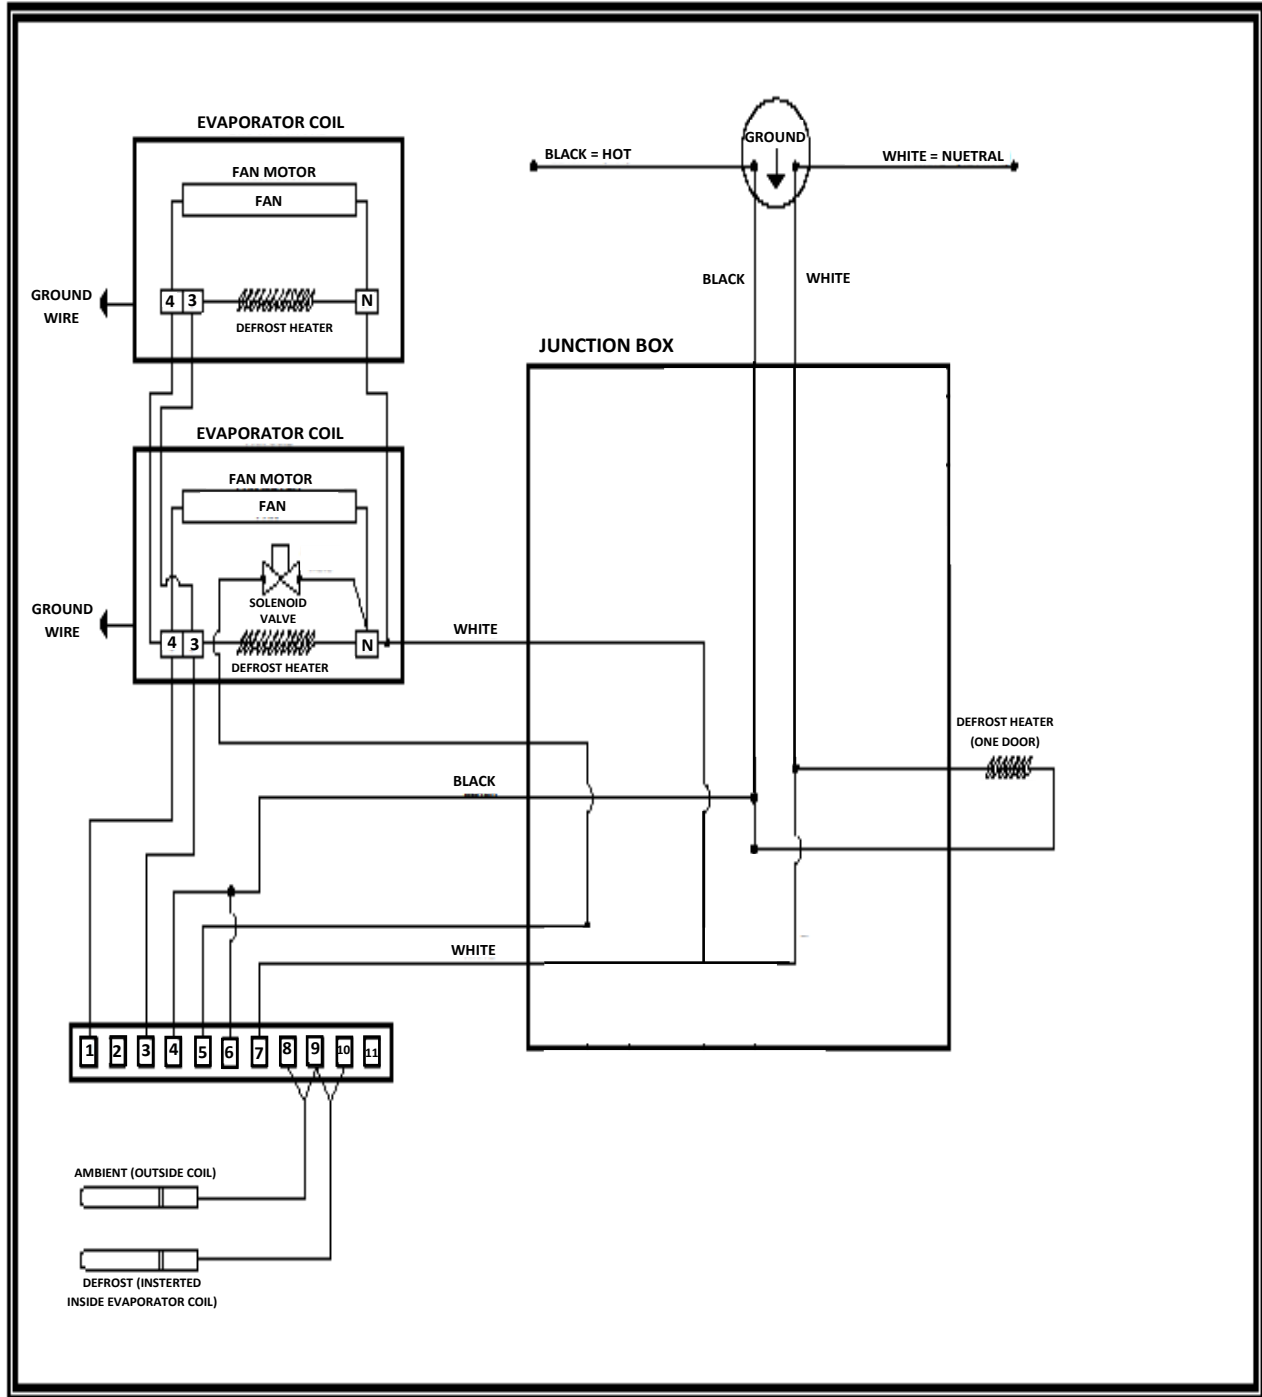 EVAPORATOR COIL
FAN MOTOR
FAN
4 3
N
DEFROST HEATER
GROUND
WIRE
GROUND
BLACK = HOT
WHITE = NUETRAL
BLACK
WHITE
JUNCTION BOX
EVAPORATOR COIL
FAN MOTOR
FAN
SOLENOID
VALVE
4 3
N
DEFROST HEATER
GROUND
WIRE
WHITE
DEFROST HEATER
(ONE DOOR)
BLACK
WHITE
1 2 3 4 5 6 7 8 9 10 11
AMBIENT (OUTSIDE COIL)
DEFROST (INSTERTED
INSIDE EVAPORATOR COIL)